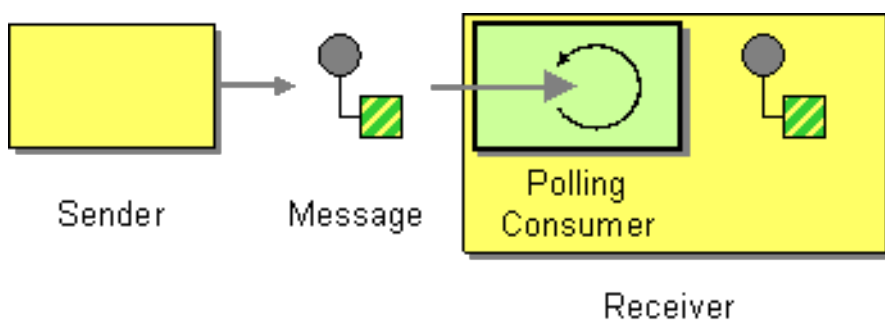 Polling
Consumer
Sender
Message
Receiver